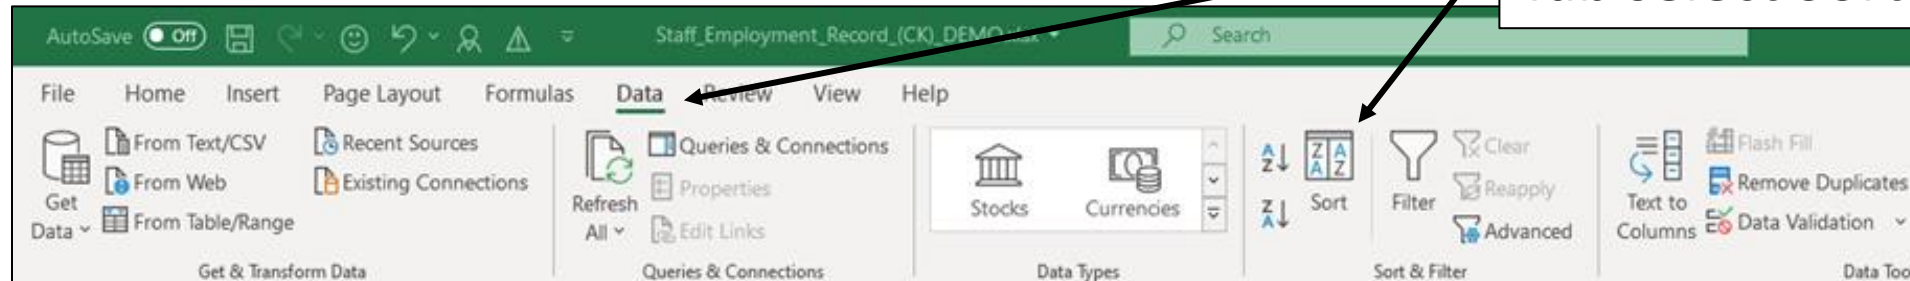 AutoSave Off Staff_Employment_Record_(CK)_DEMO.xlsx Search
File Home Insert Page Layout Formulas Data Review View Help
From Text/CSV
From Web
From Table/Range
Get Data
Recent Sources
Existing Connections
Get & Transform Data
Refresh All
Queries & Connections
Properties
Edit Links
Queries & Connections
Stocks Currencies
Data Types
Sort
Filter
Clear
Reapply
Advanced
Sort & Filter
Text to Columns
Flash Fill
Remove Duplicates
Data Validation